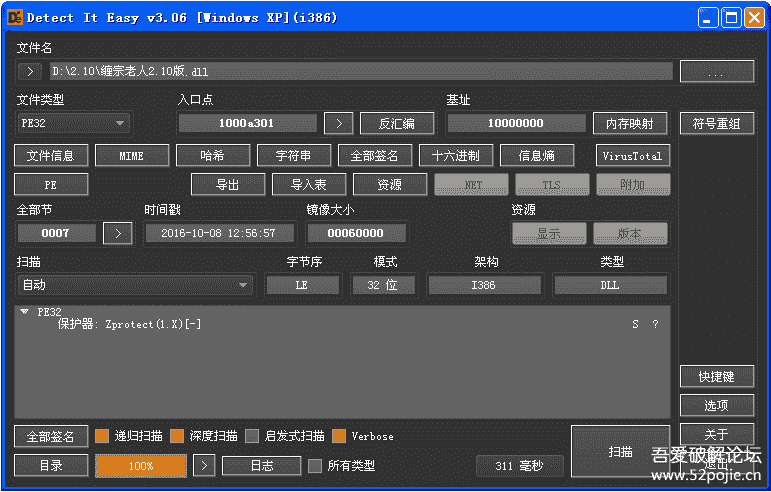 Detect It Easy v3.06 [Windows XP](i386)
文件名
> D:\2.10\缠宗老人2.10版.dll ...
文件类型 入口点 基址
PE32 1000a301 > 反汇编 10000000 内存映射 符号重组
文件信息 MIME 哈希 字符串 全部签名 十六进制 信息熵 VirusTotal
PE 导出 导入表 资源 NET TLS 附加
全部节 时间戳 镜像大小 资源
0007 > 2016-10-08 12:56:57 00060000 显示 版本
扫描 字节序 模式 架构 类型
自动 LE 32 位 I386 DLL
PE32
保护器: Zprotect(1.X)[-] S ?
快捷键
选项
全部签名 递归扫描 深度扫描 启发式扫描 Verbose 扫描 关于
目录 100% > 日志 所有类型 311 毫秒 退出
吾爱破解论坛
www.52pojie.cn